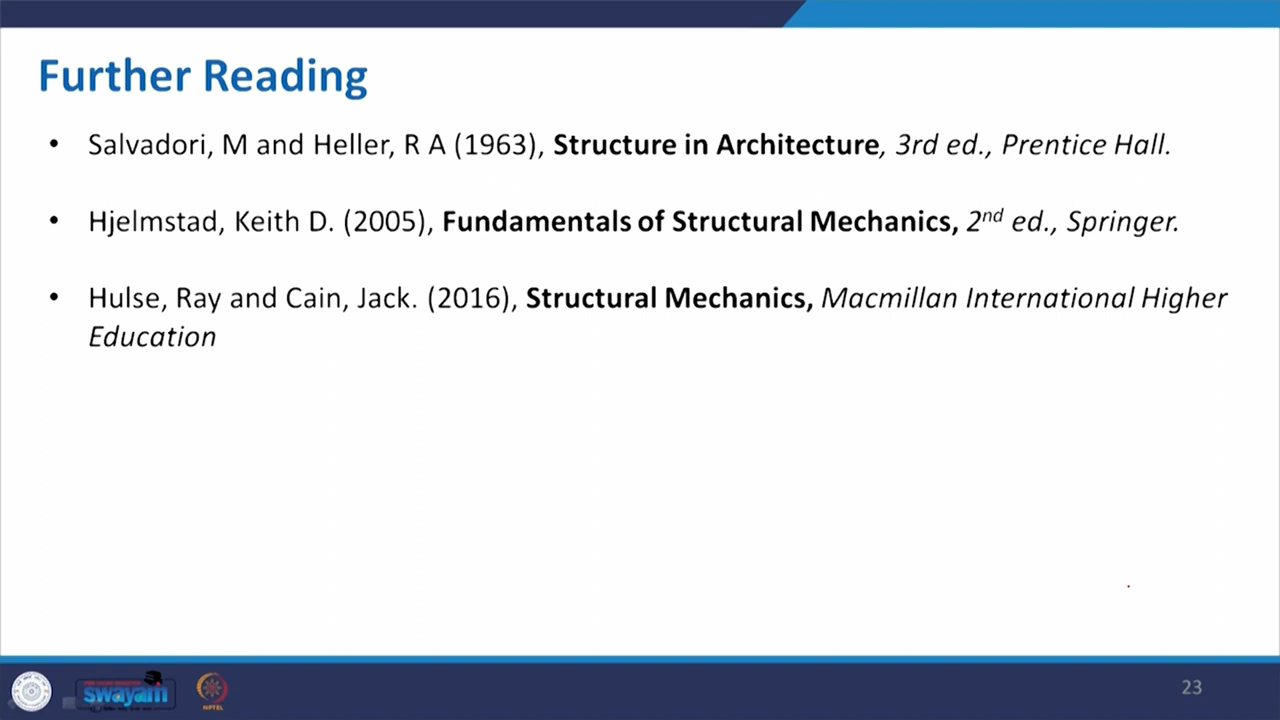 Further Reading
• Salvadori, M and Heller, R A (1963), Structure in Architecture, 3rd ed., Prentice Hall.
• Hjelmstad, Keith D. (2005), Fundamentals of Structural Mechanics, 2nd ed., Springer.
• Hulse, Ray and Cain, Jack. (2016), Structural Mechanics, Macmillan International Higher
Education
swayam
NPTEL
23